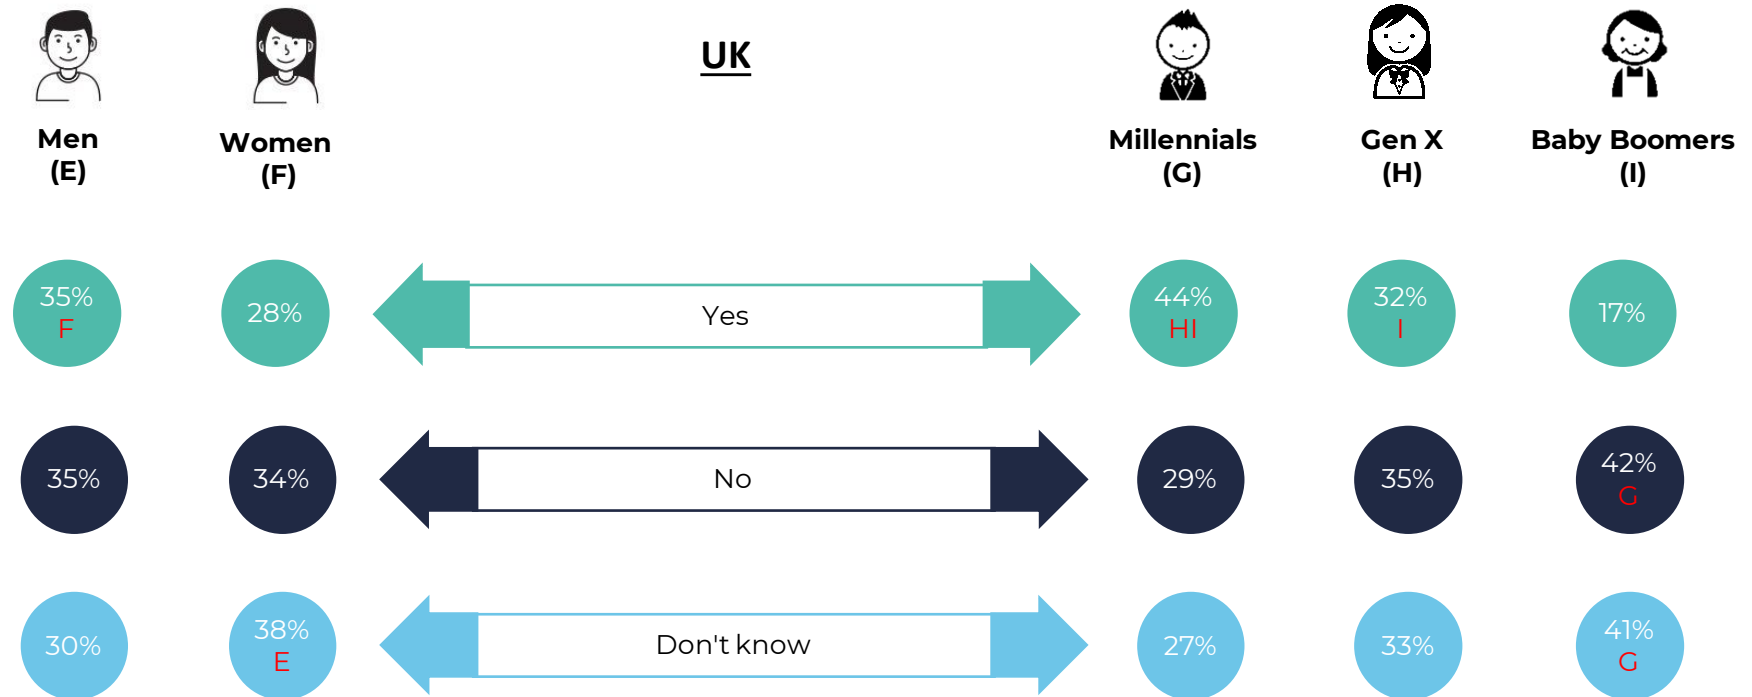 UK
Men
(E)
Women
(F)
Millennials
(G)
Gen X
(H)
Baby Boomers
(I)
35%
F
28%
Yes
44%
HI
32%
I
17%
35%
34%
No
29%
35%
42%
G
30%
38%
E
Don't know
27%
33%
41%
G